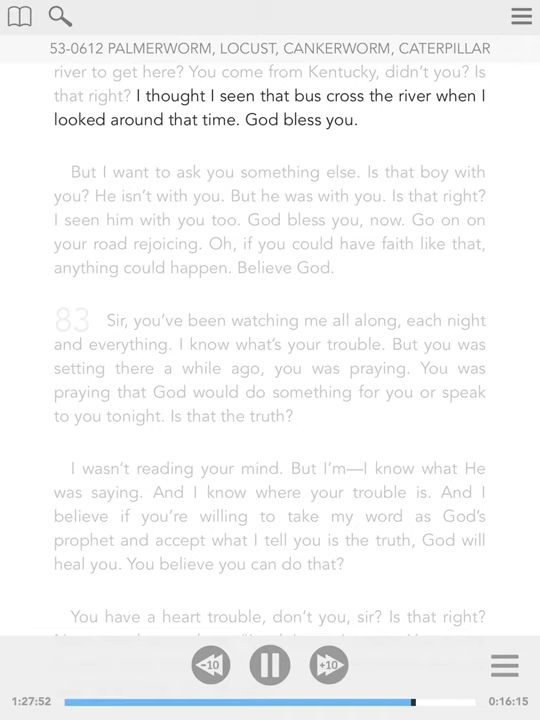 53-0612 PALMERWORM, LOCUST, CANKERWORM, CATERPILLAR
river to get here? You come from Kentucky, didn't you? Is
that right? I thought I seen that bus cross the river when I
looked around that time. God bless you.
But I want to ask you something else. Is that boy with
you? He isn't with you. But he was with you. Is that right?
I seen him with you too. God bless you, now. Go on on
your road rejoicing. Oh, if you could have faith like that,
anything could happen. Believe God.
83 Sir, you've been watching me all along, each night
and everything. I know what's your trouble. But you was
setting there a while ago, you was praying. You was
praying that God would do something for you or speak
to you tonight. Is that the truth?
I wasn't reading your mind. But I'm—I know what He
was saying. And I know where your trouble is. And I
believe if you're willing to take my word as God's
prophet and accept what I tell you is the truth, God will
heal you. You believe you can do that?
You have a heart trouble, don't you, sir? Is that right?
-10 +10
1:27:52 0:16:15